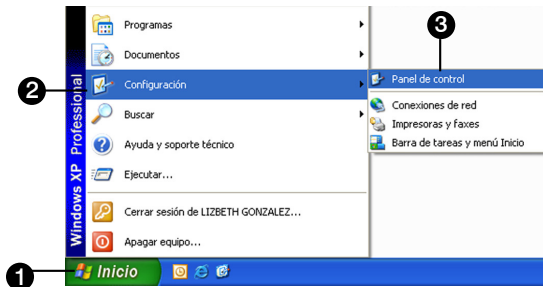 Programas
Documentos
Configuración
Buscar
Ayuda y soporte técnico
Ejecutar...
Cerrar sesión de LIZBETH GONZALEZ...
Apagar equipo...
Windows XP Professional
Panel de control
Conexiones de red
Impresoras y faxes
Barra de tareas y menú Inicio
Inicio
1
2
3